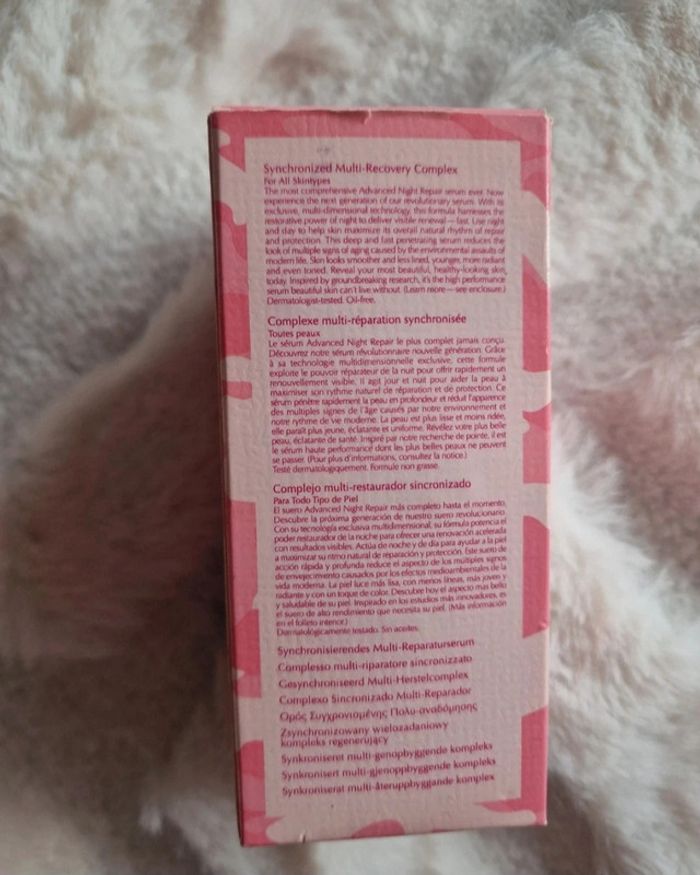 Synchronized Multi-Recovery Complex
For All Skintypes
The most comprehensive Advanced Night Repair serum ever. Now
experience the next generation of our revolutionary serum. With its
exclusive, multi-dimensional technology, this formula harnesses the
restorative power of night to deliver visible renewal—fast. Use night
and day to help skin maximize its overall natural rhythm of repair
and protection. This deep and fast penetrating serum reduces the
look of multiple signs of aging caused by the environmental assaults of
modern life. Skin looks smoother and less lined, younger, more radiant
and even toned. Reveal your most beautiful, healthy-looking skin,
today. Inspired by groundbreaking research, it's the high performance
serum beautiful skin can't live without. (Learn more — see enclosure.)
Dermatologist-tested. Oil-free.
Complexe multi-réparation synchronisée
Toutes peaux
Le sérum Advanced Night Repair le plus complet jamais conçu.
Découvrez notre sérum révolutionnaire nouvelle génération. Grâce
à sa technologie multidimensionnelle exclusive, cette formule
exploite le pouvoir réparateur de la nuit pour offrir rapidement un
renouvellement visible. Il agit jour et nuit pour aider la peau à
maximiser son rythme naturel de réparation et de protection. Ce
sérum pénètre rapidement la peau en profondeur et réduit l'apparence
des multiples signes de l'âge causés par notre environnement et
notre rythme de vie moderne. La peau est plus lisse et moins ridée,
elle paraît plus jeune, éclatante et uniforme. Révélez votre plus belle
peau, éclatante de santé. Inspiré par notre recherche de pointe, il est
le sérum haute performance dont les plus belles peaux ne peuvent
se passer. (Pour plus d'informations, consultez la notice.)
Testé dermatologiquement. Formule non grasse.
Complejo multi-restaurador sincronizado
Para Todo Tipo de Piel
El suero Advanced Night Repair más completo hasta el momento.
Descubre la próxima generación de nuestro suero revolucionario.
Con su tecnología exclusiva multidimensional, su fórmula potencia el
poder restaurador de la noche para ofrecer una renovación acelerada
con resultados visibles. Actúa de noche y de día para ayudar a la piel
a maximizar su ritmo natural de reparación y protección. Este suero de
acción rápida y profunda reduce el aspecto de los múltiples signos
de envejecimiento causados por los efectos medioambientales de la
vida moderna. La piel luce más lisa, con menos líneas, más joven y
radiante y con un toque de color. Descubre hoy el aspecto más bello
y saludable de su piel. Inspirado en los estudios más innovadores, es
el suero de alto rendimiento que necesita su piel. (Más información
en el folleto interior.)
Dermatológicamente testado. Sin aceites.
Synchronisierendes Multi-Reparaturserum
Complesso multi-riparatore sincronizzato
Gesynchroniseerd Multi-Herstelcomplex
Complexo Sincronizado Multi-Reparador
Ορός Συγχρονισμένης Πολυ-αναδόμησης
Zsynchronizowany wielozadaniowy
kompleks regenerujący
Synkroniseret multi-genopbyggende kompleks
Synkronisert multi-gjenoppbyggende kompleks
Synkroniserat multi-återuppbyggande komplex